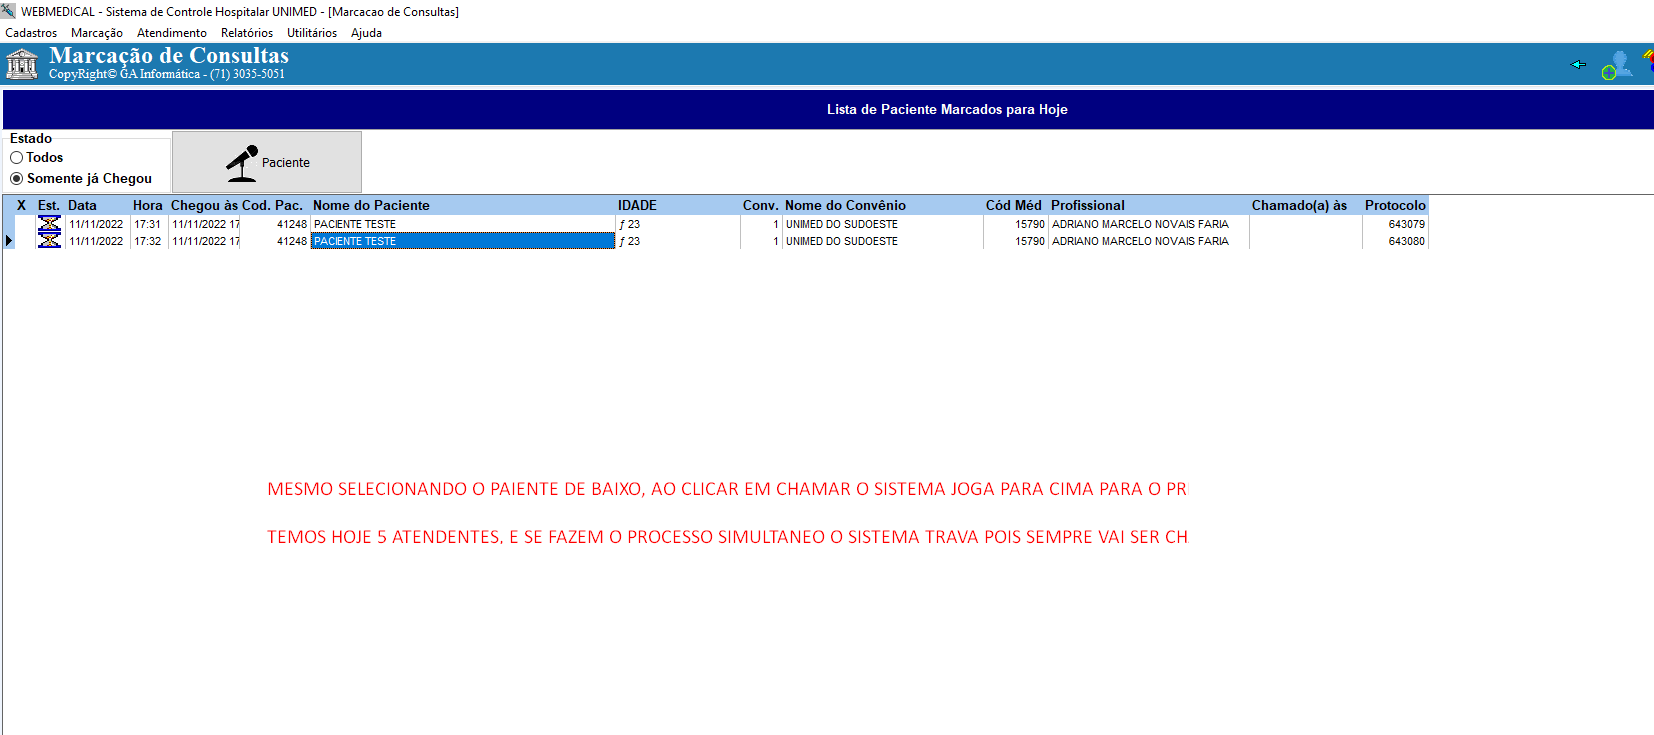 WEBMEDICAL - Sistema de Controle Hospitalar UNIMED - [Marcacao de Consultas]
Cadastros Marcação Atendimento Relatórios Utilitários Ajuda
Marcação de Consultas
CopyRight© GA Informática - (71) 3035-5051
Lista de Paciente Marcados para Hoje
Estado
Todos
Somente já Chegou
Paciente
X Est. Data Hora Chegou às Cod. Pac. Nome do Paciente IDADE Conv. Nome do Convênio Cód Méd Profissional Chamado(a) às Protocolo
11/11/2022 17:31 11/11/2022 17 41248 PACIENTE TESTE ƒ 23 1 UNIMED DO SUDOESTE 15790 ADRIANO MARCELO NOVAIS FARIA 643079
11/11/2022 17:32 11/11/2022 17 41248 PACIENTE TESTE ƒ 23 1 UNIMED DO SUDOESTE 15790 ADRIANO MARCELO NOVAIS FARIA 643080
MESMO SELECIONANDO O PAIENTE DE BAIXO, AO CLICAR EM CHAMAR O SISTEMA JOGA PARA CIMA PARA O PR
TEMOS HOJE 5 ATENDENTES, E SE FAZEM O PROCESSO SIMULTANEO O SISTEMA TRAVA POIS SEMPRE VAI SER CH